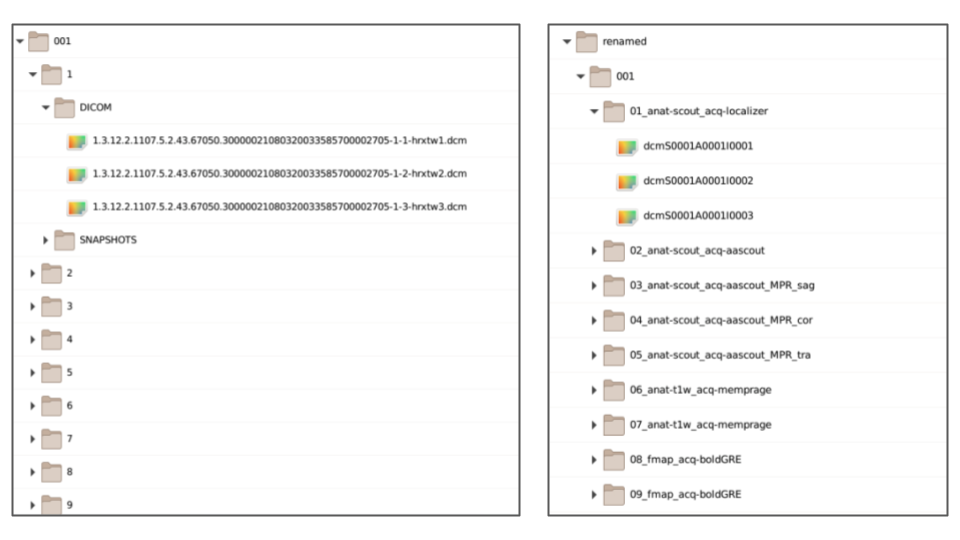 001
1
DICOM
1.3.12.2.1107.5.2.43.67050.30000021080320033585700002705-1-1-hrxtw1.dcm
1.3.12.2.1107.5.2.43.67050.30000021080320033585700002705-1-2-hrxtw2.dcm
1.3.12.2.1107.5.2.43.67050.30000021080320033585700002705-1-3-hrxtw3.dcm
SNAPSHOTS
2
3
4
5
6
7
8
9
renamed
001
01_anat-scout_acq-localizer
dcmS0001A0001I0001
dcmS0001A0001I0002
dcmS0001A0001I0003
02_anat-scout_acq-aascout
03_anat-scout_acq-aascout_MPR_sag
04_anat-scout_acq-aascout_MPR_cor
05_anat-scout_acq-aascout_MPR_tra
06_anat-t1w_acq-memprage
07_anat-t1w_acq-memprage
08_fmap_acq-boldGRE
09_fmap_acq-boldGRE